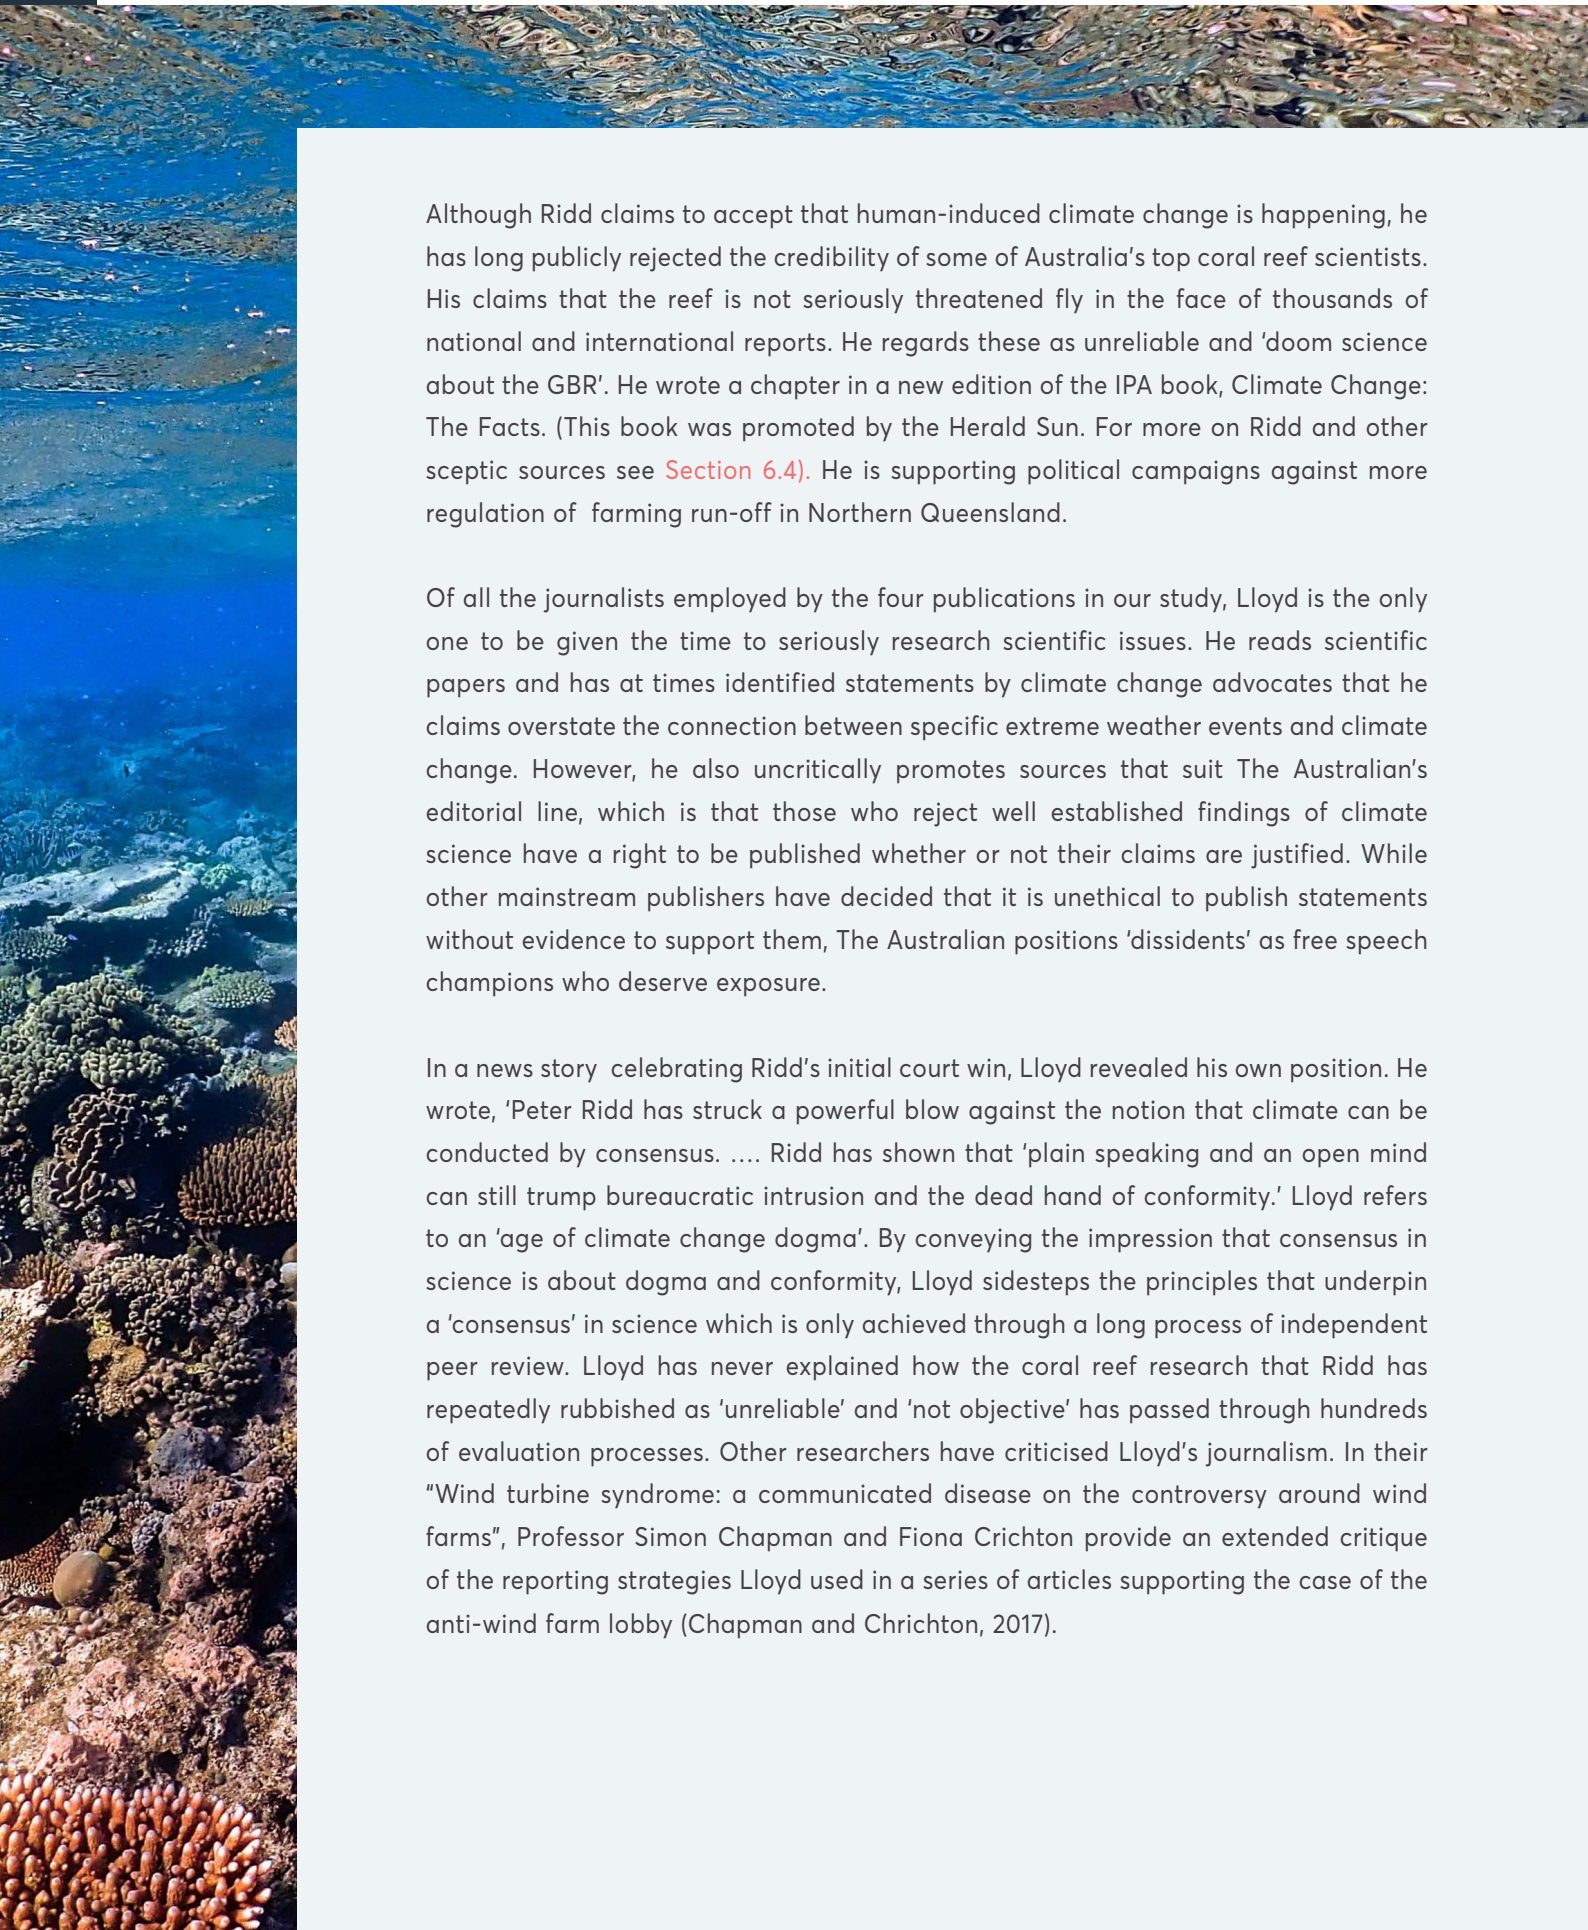 Although Ridd claims to accept that human-induced climate change is happening, he
has long publicly rejected the credibility of some of Australia’s top coral reef scientists.
His claims that the reef is not seriously threatened fly in the face of thousands of
national and international reports. He regards these as unreliable and ‘doom science
about the GBR’. He wrote a chapter in a new edition of the IPA book, Climate Change:
The Facts. (This book was promoted by the Herald Sun. For more on Ridd and other
sceptic sources see Section 6.4). He is supporting political campaigns against more
regulation of  farming run-off in Northern Queensland.
Of all the journalists employed by the four publications in our study, Lloyd is the only
one to be given the time to seriously research scientific issues. He reads scientific
papers and has at times identified statements by climate change advocates that he
claims overstate the connection between specific extreme weather events and climate
change. However, he also uncritically promotes sources that suit The Australian’s
editorial line, which is that those who reject well established findings of climate
science have a right to be published whether or not their claims are justified. While
other mainstream publishers have decided that it is unethical to publish statements
without evidence to support them, The Australian positions ‘dissidents’ as free speech
champions who deserve exposure.
In a news story  celebrating Ridd’s initial court win, Lloyd revealed his own position. He
wrote, ‘Peter Ridd has struck a powerful blow against the notion that climate can be
conducted by consensus. .... Ridd has shown that ‘plain speaking and an open mind
can still trump bureaucratic intrusion and the dead hand of conformity.’ Lloyd refers
to an ‘age of climate change dogma’. By conveying the impression that consensus in
science is about dogma and conformity, Lloyd sidesteps the principles that underpin
a ‘consensus’ in science which is only achieved through a long process of independent
peer review. Lloyd has never explained how the coral reef research that Ridd has
repeatedly rubbished as ‘unreliable’ and ‘not objective’ has passed through hundreds
of evaluation processes. Other researchers have criticised Lloyd’s journalism. In their
“Wind turbine syndrome: a communicated disease on the controversy around wind
farms”, Professor Simon Chapman and Fiona Crichton provide an extended critique
of the reporting strategies Lloyd used in a series of articles supporting the case of the
anti-wind farm lobby (Chapman and Chrichton, 2017).